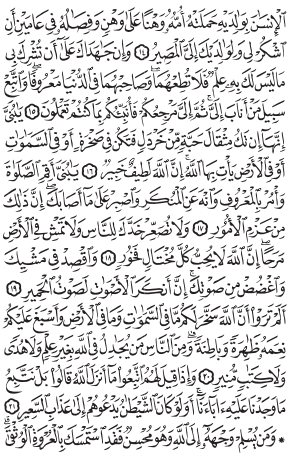 ٱلْإِنسَٰنَ بِوَٰلِدَيْهِ حَمَلَتْهُ أُمُّهُۥ وَهْنًا عَلَىٰ وَهْنٍ وَفِصَٰلُهُۥ فِى عَامَيْنِ أَنِ
ٱشْكُرْ لِى وَلِوَٰلِدَيْكَ إِلَىَّ ٱلْمَصِيرُ ١٤ وَإِن جَٰهَدَاكَ عَلَىٰٓ أَن تُشْرِكَ بِى
مَا لَيْسَ لَكَ بِهِۦ عِلْمٌ فَلَا تُطِعْهُمَا وَصَاحِبْهُمَا فِى ٱلدُّنْيَا مَعْرُوفًا وَٱتَّبِعْ
سَبِيلَ مَنْ أَنَابَ إِلَىَّ ثُمَّ إِلَىَّ مَرْجِعُكُمْ فَأُنَبِّئُكُم بِمَا كُنتُمْ تَعْمَلُونَ ١٥ يَٰبُنَىَّ
إِنَّهَآ إِن تَكُ مِثْقَالَ حَبَّةٍ مِّنْ خَرْدَلٍ فَتَكُن فِى صَخْرَةٍ أَوْ فِى ٱلسَّمَٰوَٰتِ
أَوْ فِى ٱلْأَرْضِ يَأْتِ بِهَا ٱللَّهُ إِنَّ ٱللَّهَ لَطِيفٌ خَبِيرٌ ١٦ يَٰبُنَىَّ أَقِمِ ٱلصَّلَوٰةَ
وَأْمُرْ بِٱلْمَعْرُوفِ وَٱنْهَ عَنِ ٱلْمُنكَرِ وَٱصْبِرْ عَلَىٰ مَآ أَصَابَكَ إِنَّ ذَٰلِكَ
مِنْ عَزْمِ ٱلْأُمُورِ ١٧ وَلَا تُصَعِّرْ خَدَّكَ لِلنَّاسِ وَلَا تَمْشِ فِى ٱلْأَرْضِ
مَرَحًا إِنَّ ٱللَّهَ لَا يُحِبُّ كُلَّ مُخْتَالٍ فَخُورٍ ١٨ وَٱقْصِدْ فِى مَشْيِكَ
وَٱغْضُضْ مِن صَوْتِكَ إِنَّ أَنكَرَ ٱلْأَصْوَٰتِ لَصَوْتُ ٱلْحَمِيرِ ١٩
أَلَمْ تَرَوْا۟ أَنَّ ٱللَّهَ سَخَّرَ لَكُم مَّا فِى ٱلسَّمَٰوَٰتِ وَمَا فِى ٱلْأَرْضِ وَأَسْبَغَ عَلَيْكُمْ
نِعَمَهُۥ ظَٰهِرَةً وَبَاطِنَةً وَمِنَ ٱلنَّاسِ مَن يُجَٰدِلُ فِى ٱللَّهِ بِغَيْرِ عِلْمٍ وَلَا هُدًى
وَلَا كِتَٰبٍ مُّنِيرٍ ٢٠ وَإِذَا قِيلَ لَهُمُ ٱتَّبِعُوا۟ مَآ أَنزَلَ ٱللَّهُ قَالُوا۟ بَلْ نَتَّبِعُ
مَا وَجَدْنَا عَلَيْهِ ءَابَآءَنَآ أَوَلَوْ كَانَ ٱلشَّيْطَٰنُ يَدْعُوهُمْ إِلَىٰ عَذَابِ ٱلسَّعِيرِ ٢١
۞ وَمَن يُسْلِمْ وَجْهَهُۥٓ إِلَى ٱللَّهِ وَهُوَ مُحْسِنٌ فَقَدِ ٱسْتَمْسَكَ بِٱلْعُرْوَةِ ٱلْوُثْقَىٰ